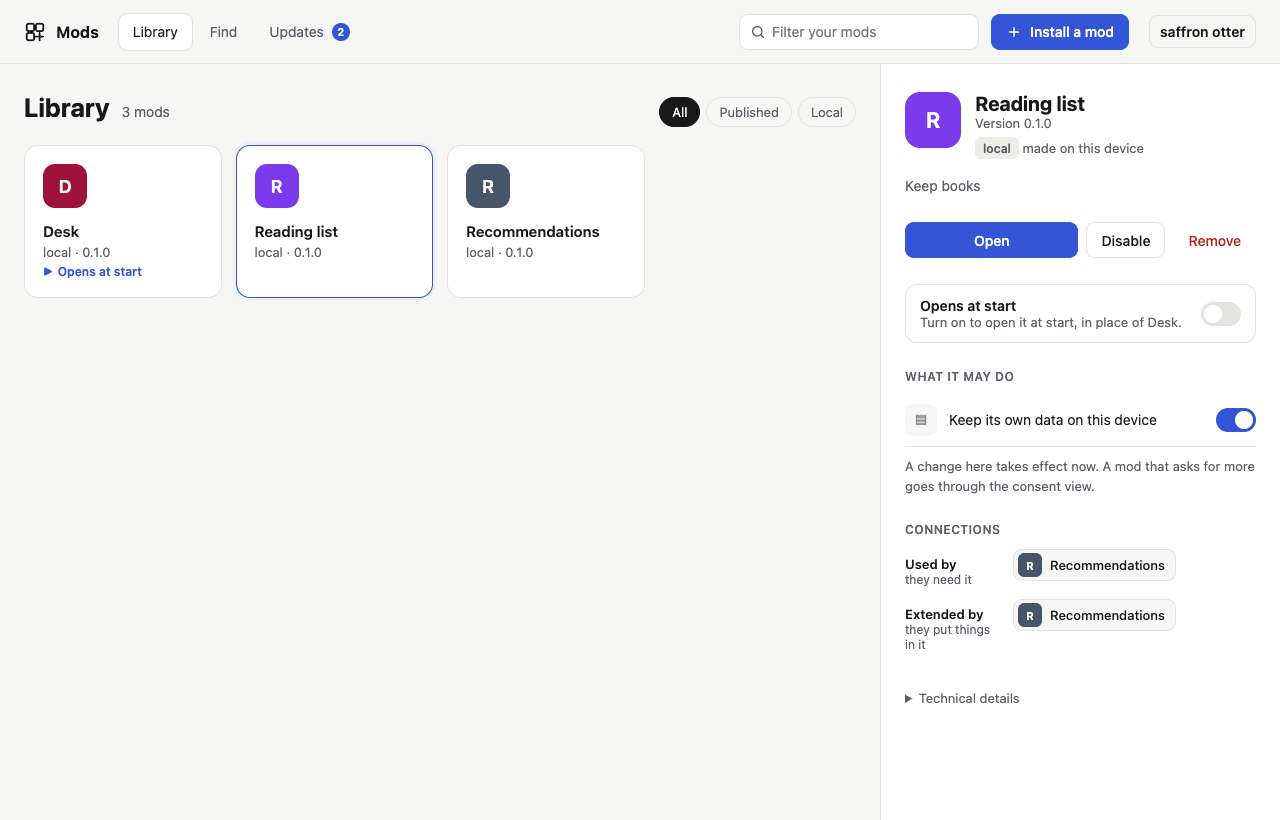 Mods
Library
Find
Updates 2
Filter your mods
Install a mod
saffron otter
Library
3 mods
All
Published
Local
D
Desk
local · 0.1.0
Opens at start
R
Reading list
local · 0.1.0
R
Recommendations
local · 0.1.0
R
Reading list
Version 0.1.0
local made on this device
Keep books
Open
Disable
Remove
Opens at start
Turn on to open it at start, in place of Desk.
WHAT IT MAY DO
Keep its own data on this device
A change here takes effect now. A mod that asks for more
goes through the consent view.
CONNECTIONS
Used by
they need it
R Recommendations
Extended by
they put things
in it
R Recommendations
Technical details